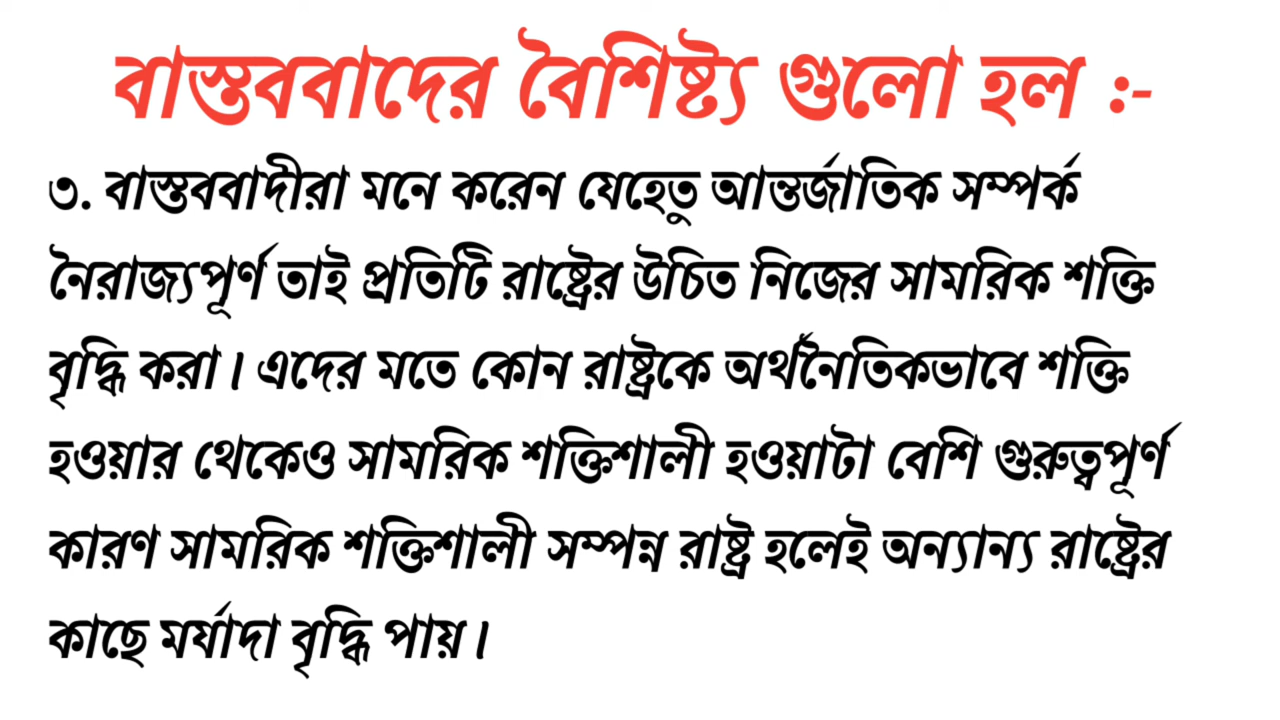 বাস্তববাদের বৈশিষ্ট্য গুলো হল :-
৩. বাস্তববাদীরা মনে করেন যেহেতু আন্তর্জাতিক সম্পর্ক
নৈরাজ্যপূর্ণ তাই প্রতিটি রাষ্ট্রের উচিত নিজের সামরিক শক্তি
বৃদ্ধি করা। এদের মতে কোন রাষ্ট্রকে অর্থনৈতিকভাবে শক্তি
হওয়ার থেকেও সামরিক শক্তিশালী হওয়াটা বেশি গুরুত্বপূর্ণ
কারণ সামরিক শক্তিশালী সম্পন্ন রাষ্ট্র হলেই অন্যান্য রাষ্ট্রের
কাছে মর্যাদা বৃদ্ধি পায়।